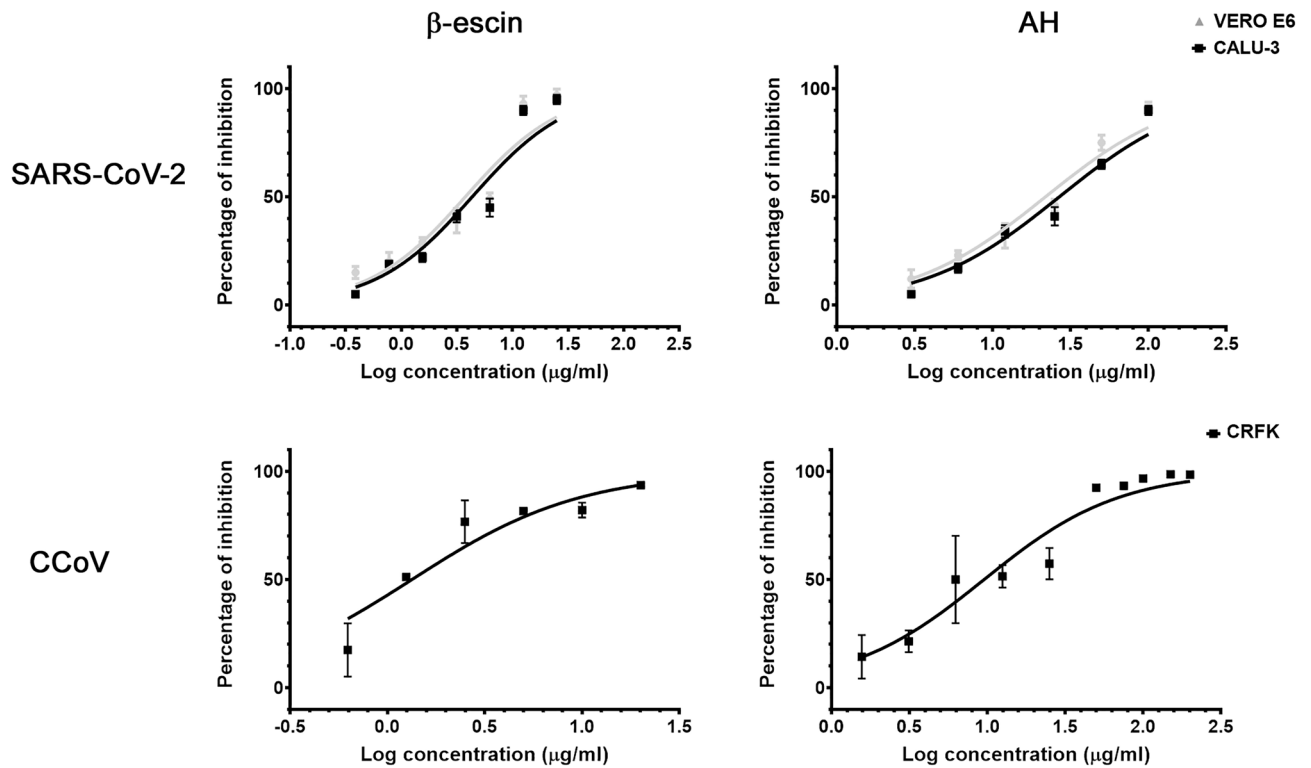 β-escin
AH
VERO E6
CALU-3
SARS-CoV-2
Percentage of inhibition
100
50
0
-1.0 -0.5 0.0 0.5 1.0 1.5 2.0 2.5
Log concentration (μg/ml)
Percentage of inhibition
100
50
0
0.0 0.5 1.0 1.5 2.0 2.5
Log concentration (μg/ml)
CRFK
CCoV
Percentage of inhibition
100
50
0
-0.5 0.0 0.5 1.0 1.5
Log concentration (μg/ml)
Percentage of inhibition
100
50
0
0.0 0.5 1.0 1.5 2.0 2.5
Log concentration (μg/ml)